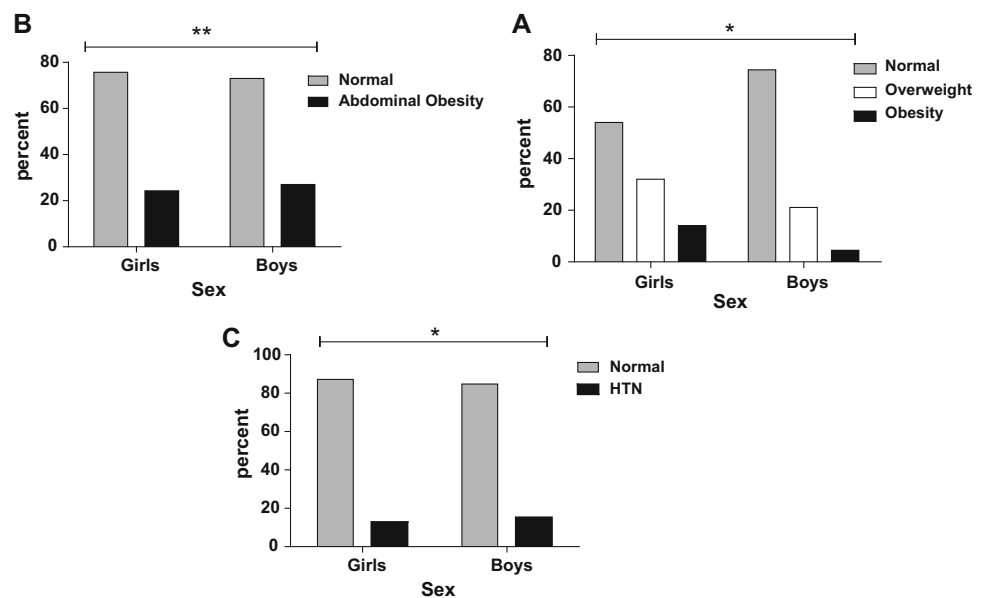 B
**
80
60
40
20
0
percent
Normal
Abdominal Obesity
Girls
Boys
Sex
A
*
80
60
40
20
0
percent
Normal
Overweight
Obesity
Girls
Boys
Sex
C
*
100
80
60
40
20
0
percent
Normal
HTN
Girls
Boys
Sex